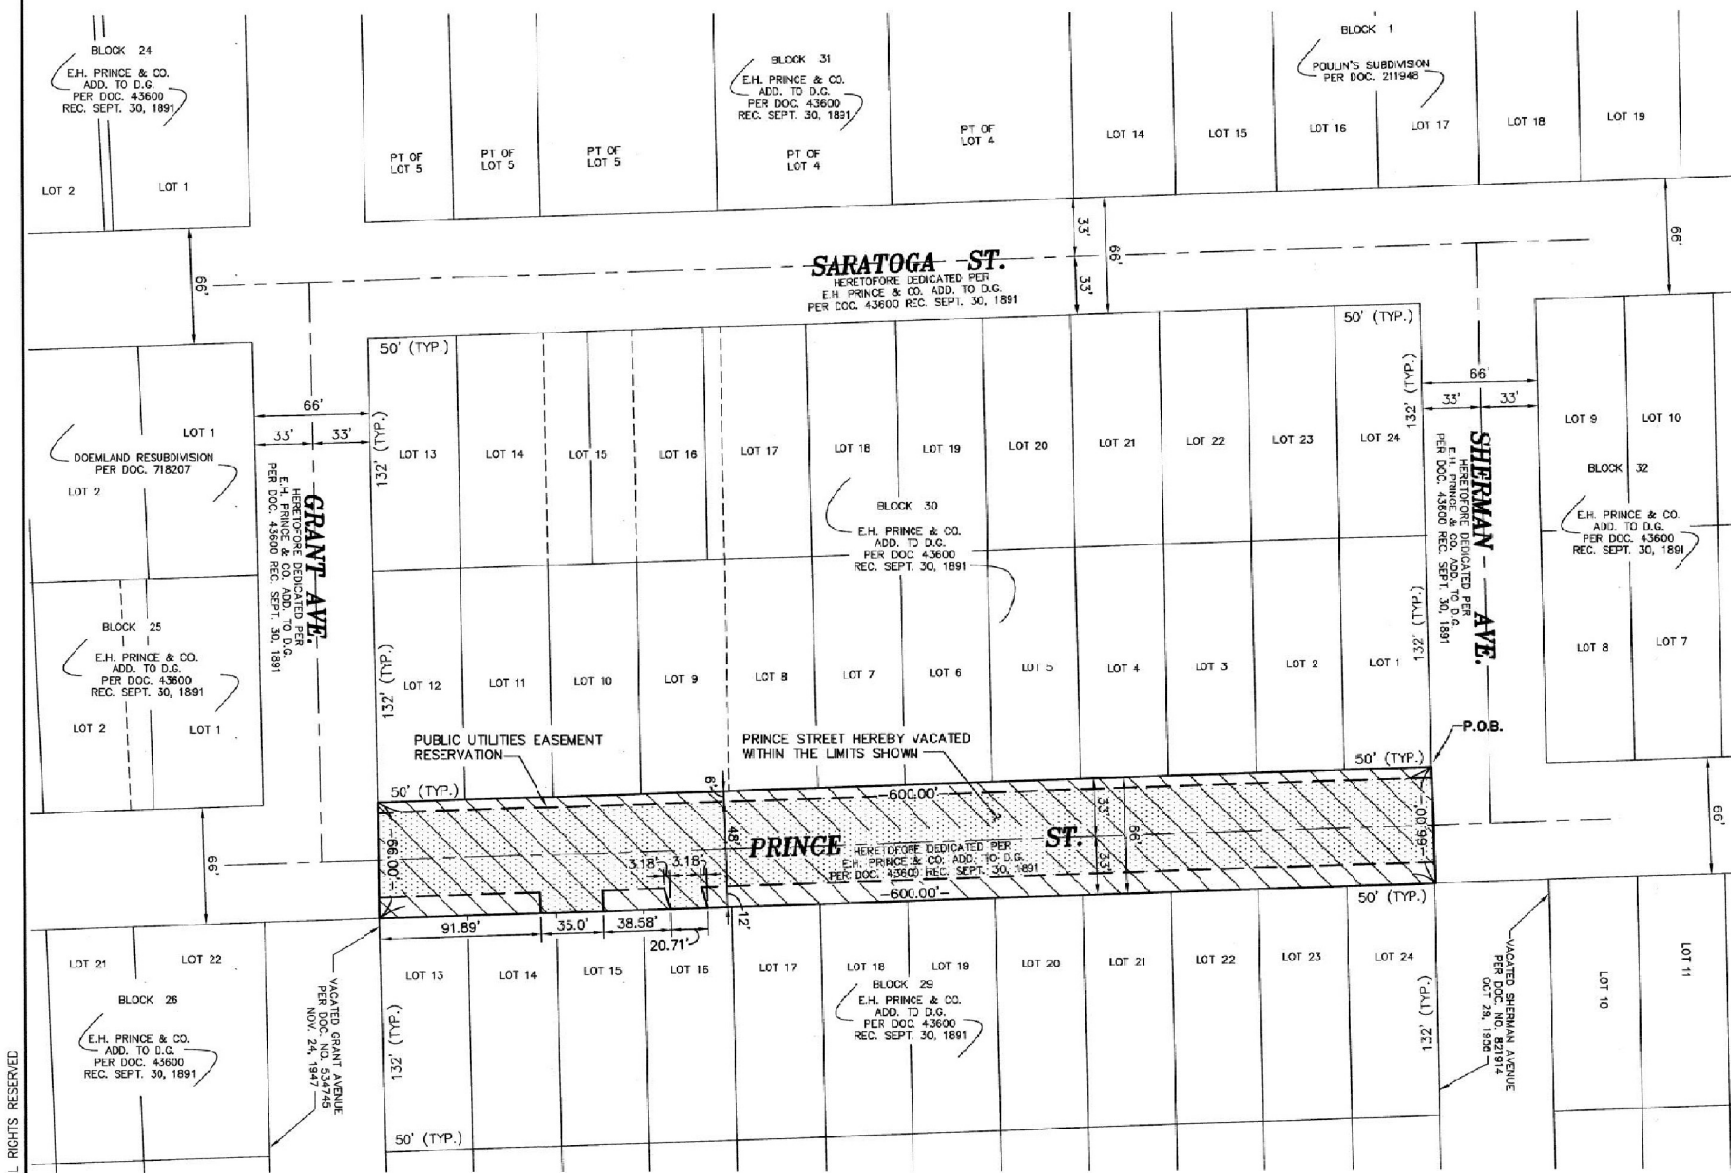 BLOCK 24
E.H. PRINCE & CO.
ADD. TO D.G.
PER DOC. 43600
REC. SEPT. 30, 1891
LOT 2
LOT 1
PT OF
LOT 5
PT OF
LOT 5
PT OF
LOT 5
BLOCK 31
E.H. PRINCE & CO.
ADD. TO D.G.
PER DOC. 43600
REC. SEPT. 30, 1891
PT OF
LOT 4
PT OF
LOT 4
BLOCK 1
POULIN'S SUBDIVISION
PER DOC. 211948
LOT 14
LOT 15
LOT 16
LOT 17
LOT 18
LOT 19
66'
33'
66'
33'
66'
SARATOGA ST.
HERETOFORE DEDICATED PER
E.H. PRINCE & CO. ADD. TO D.G.
PER DOC. 43600 REC. SEPT. 30, 1891
50' (TYP.)
50' (TYP.)
66'
33'
33'
132' (TYP.)
132' (TYP.)
66'
33'
33'
LOT 1
DOEMLAND RESUBDIVISION
PER DOC. 718207
LOT 2
GRANT AVE.
HERETOFORE DEDICATED PER
E.H. PRINCE & CO. ADD. TO D.G.
PER DOC. 43600 REC. SEPT. 30, 1891
LOT 13
LOT 14
LOT 15
LOT 16
LOT 17
LOT 18
LOT 19
LOT 20
LOT 21
LOT 22
LOT 23
LOT 24
BLOCK 30
E.H. PRINCE & CO.
ADD. TO D.G.
PER DOC 43600
REC. SEPT. 30, 1891
SHERMAN AVE.
HERETOFORE DEDICATED PER
E.H. PRINCE & CO. ADD. TO D.G.
PER DOC. 43600 REC. SEPT. 30, 1891
LOT 9
LOT 10
BLOCK 32
E.H. PRINCE & CO.
ADD. TO D.G.
PER DOC. 43600
REC. SEPT. 30, 1891
LOT 8
LOT 7
BLOCK 25
E.H. PRINCE & CO.
ADD. TO D.G.
PER DOC. 43600
REC. SEPT. 30, 1891
LOT 2
LOT 1
132' (TYP.)
LOT 12
LOT 11
LOT 10
LOT 9
LOT 8
LOT 7
LOT 6
LOT 5
LOT 4
LOT 3
LOT 2
LOT 1
132' (TYP.)
PUBLIC UTILITIES EASEMENT
RESERVATION
PRINCE STREET HEREBY VACATED
WITHIN THE LIMITS SHOWN
P.O.B.
50' (TYP.)
50' (TYP.)
6'
600.00'
66'
66.00'
48'
33'
66'
33'
66.00'
66'
3.18'
3.18'
PRINCE ST.
HERETOFORE DEDICATED PER
E.H. PRINCE & CO. ADD. TO D.G.
PER DOC. 43600 REC. SEPT. 30, 1891
600.00'
50' (TYP.)
91.89'
35.0'
38.58'
20.71'
12'
LOT 21
LOT 22
BLOCK 26
E.H. PRINCE & CO.
ADD. TO D.G.
PER DOC. 43600
REC. SEPT. 30, 1891
VACATED GRANT AVENUE
PER DOC. NO. 534745
NOV. 24, 1947
LOT 13
LOT 14
LOT 15
LOT 16
LOT 17
LOT 18
LOT 19
LOT 20
LOT 21
LOT 22
LOT 23
LOT 24
BLOCK 29
E.H. PRINCE & CO.
ADD. TO D.G.
PER DOC. 43600
REC. SEPT. 30, 1891
132' (TYP.)
132' (TYP.)
50' (TYP.)
VACATED SHERMAN AVENUE
PER DOC. NO. 821914
OCT 29,
LOT 10
LOT 11
RIGHTS RESERVED